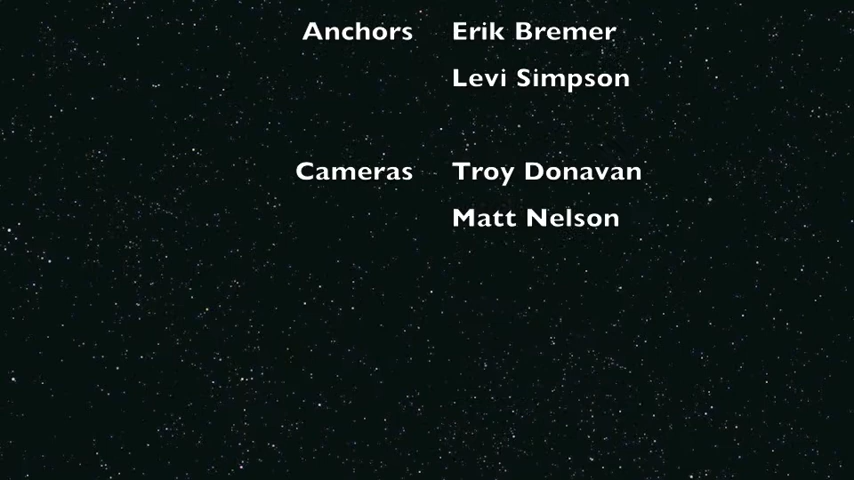 Anchors Erik Bremer
Levi Simpson
Cameras Troy Donavan
Matt Nelson